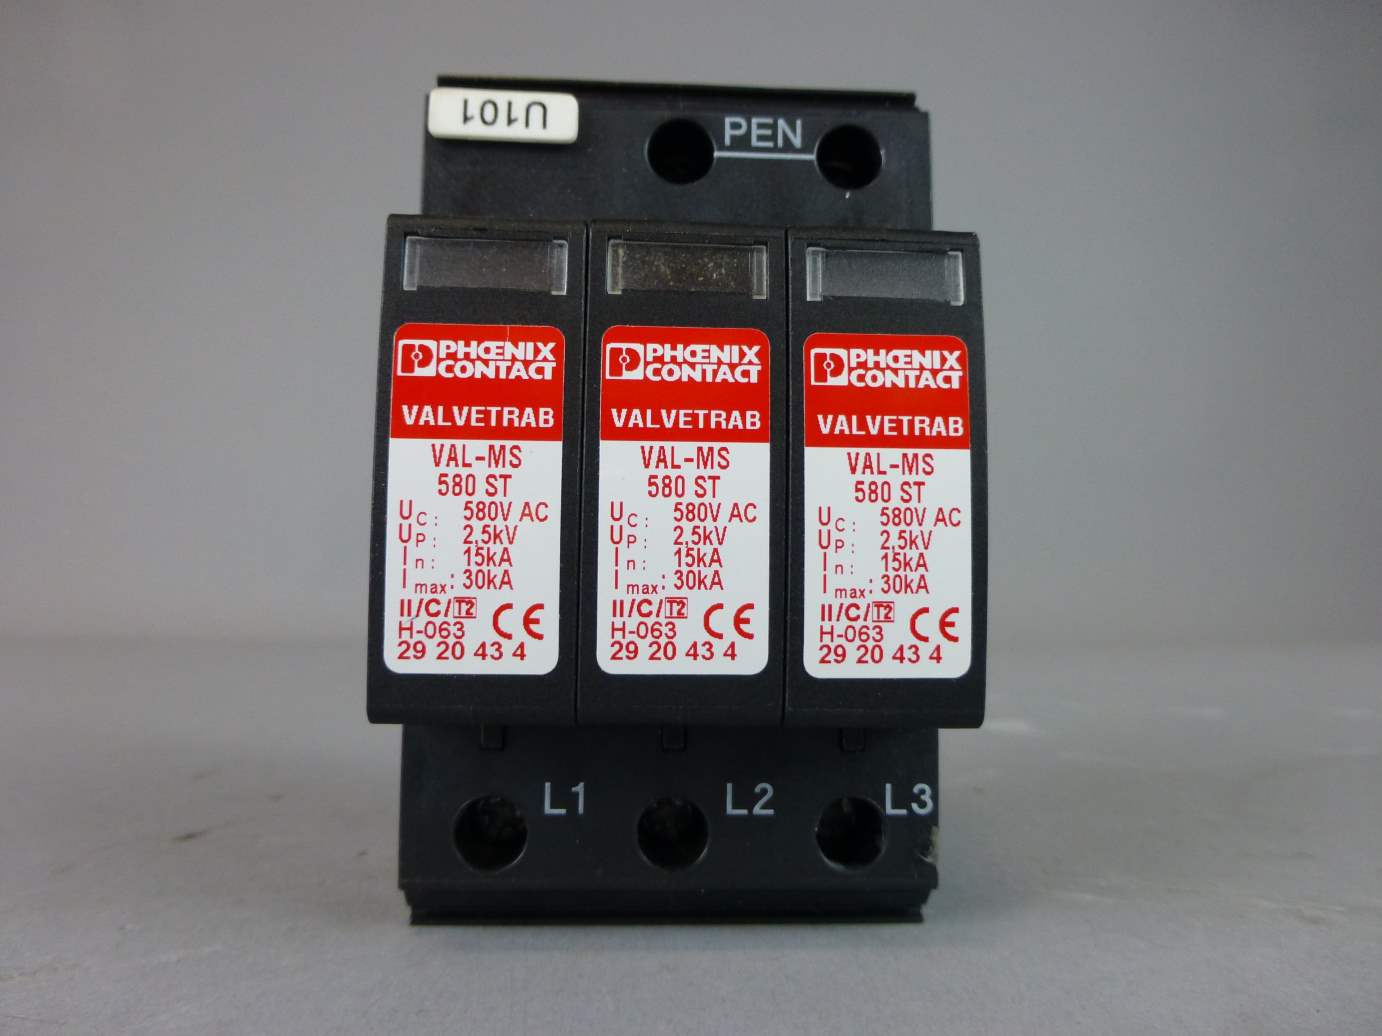 U101
PEN
PHŒNIX
CONTACT
VALVETRAB
VAL-MS
580 ST
UC: 580V AC
UP: 2,5kV
In: 15kA
Imax: 30kA
II/C/T2
H-063 CE
29 20 43 4
PHŒNIX
CONTACT
VALVETRAB
VAL-MS
580 ST
UC: 580V AC
UP: 2,5kV
In: 15kA
Imax: 30kA
II/C/T2
H-063 CE
29 20 43 4
PHŒNIX
CONTACT
VALVETRAB
VAL-MS
580 ST
UC: 580V AC
UP: 2,5kV
In: 15kA
Imax: 30kA
II/C/T2
H-063 CE
29 20 43 4
L1 L2 L3